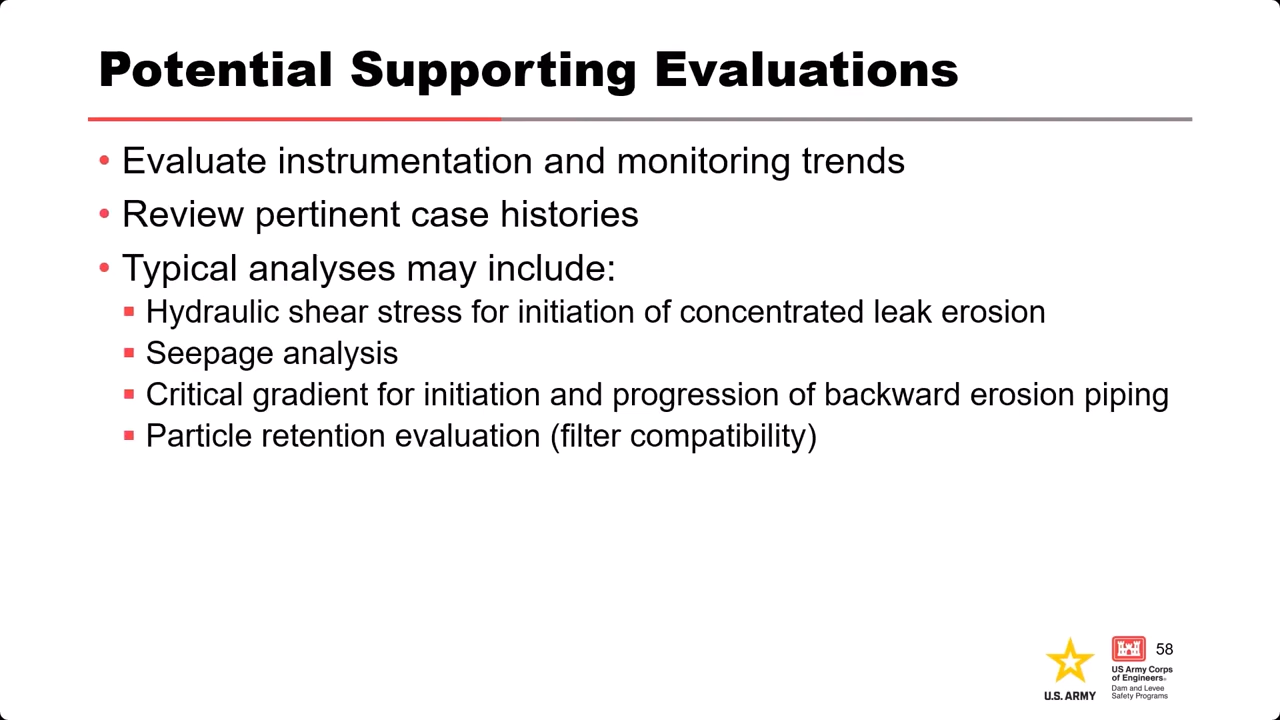 Potential Supporting Evaluations
• Evaluate instrumentation and monitoring trends
• Review pertinent case histories
• Typical analyses may include:
▪ Hydraulic shear stress for initiation of concentrated leak erosion
▪ Seepage analysis
▪ Critical gradient for initiation and progression of backward erosion piping
▪ Particle retention evaluation (filter compatibility)
58
U.S. ARMY
US Army Corps
of Engineers®
Dam and Levee
Safety Programs